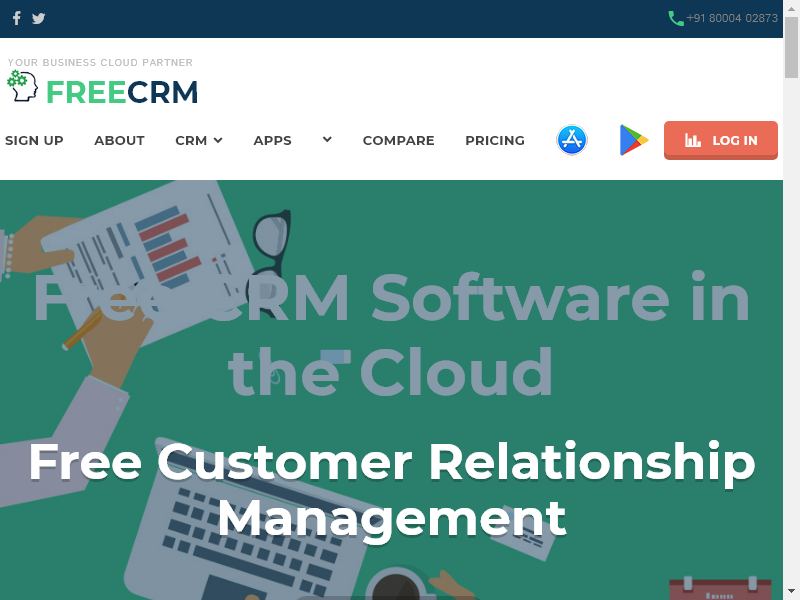 +91 80004 02873
YOUR BUSINESS CLOUD PARTNER
FREECRM
SIGN UP ABOUT CRM APPS COMPARE PRICING LOG IN
Free CRM Software in
the Cloud
Free Customer Relationship
Management